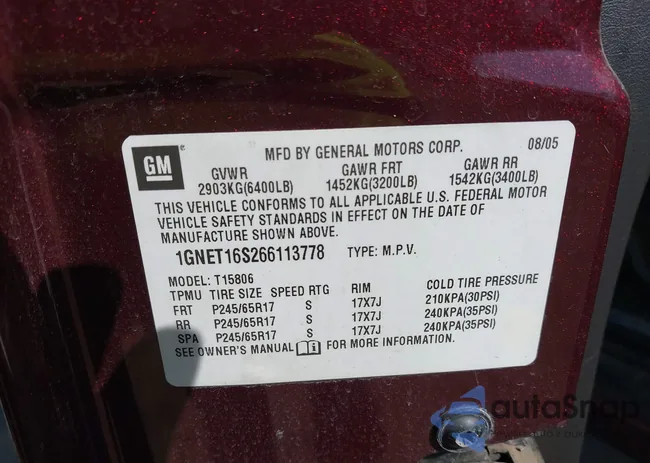 GM
MFD BY GENERAL MOTORS CORP. 08/05
GVWR GAWR FRT GAWR RR
2903KG(6400LB) 1452KG(3200LB) 1542KG(3400LB)
THIS VEHICLE CONFORMS TO ALL APPLICABLE U.S. FEDERAL MOTOR
VEHICLE SAFETY STANDARDS IN EFFECT ON THE DATE OF
MANUFACTURE SHOWN ABOVE.
1GNET16S266113778 TYPE: M.P.V.
MODEL: T15806
TPMU TIRE SIZE SPEED RTG RIM COLD TIRE PRESSURE
FRT P245/65R17 S 17X7J 210KPA(30PSI)
RR P245/65R17 S 17X7J 240KPA(35PSI)
SPA P245/65R17 S 17X7J 240KPA(35PSI)
SEE OWNER'S MANUAL FOR MORE INFORMATION.
autoSnap